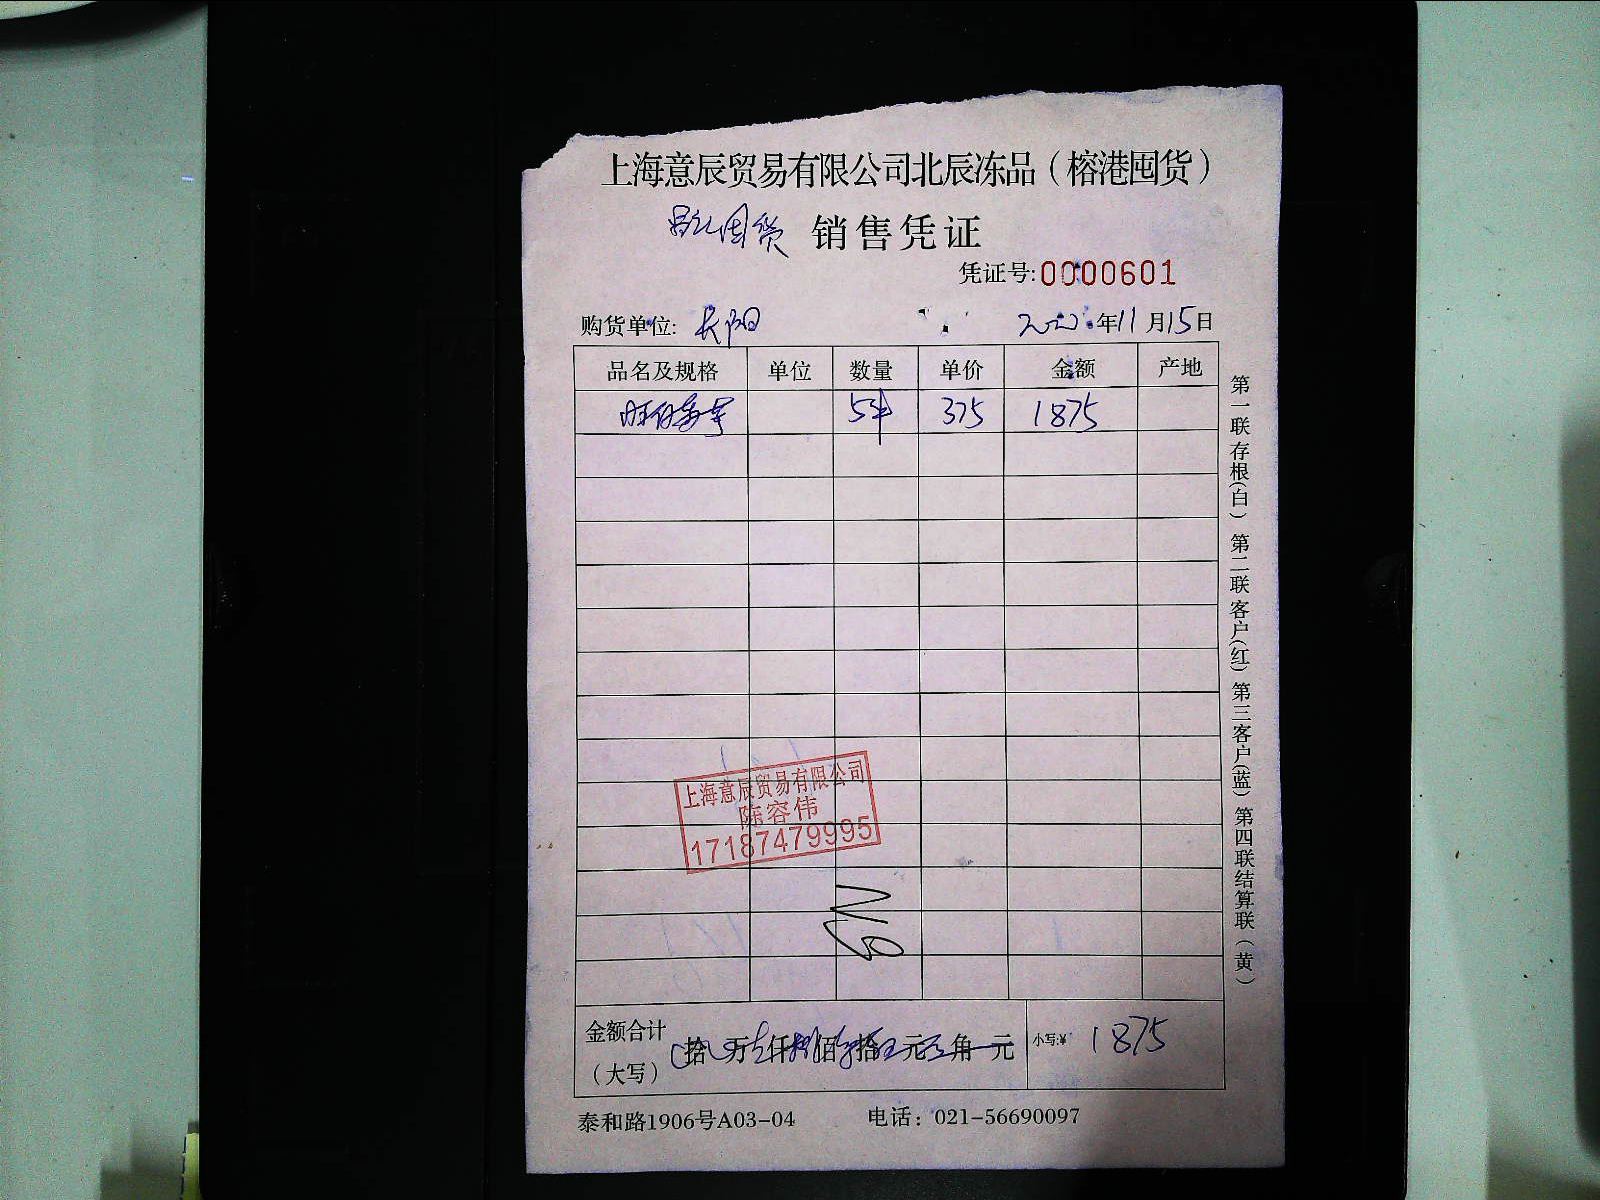 上海意辰贸易有限公司北辰冻品（榕港囤货）
销售凭证
凭证号:0000601
购货单位: 长阳 年11月15日
品名及规格 单位 数量 单价 金额 产地
5件 375 1875
上海意辰贸易有限公司
陈容伟
17187479995
金额合计（大写） 拾 万 仟 佰 拾 元 角 元 小写:¥ 1875
泰和路1906号A03-04 电话：021-56690097
第一联存根(白) 第二联客户(红) 第三客户(蓝) 第四联结算联(黄)